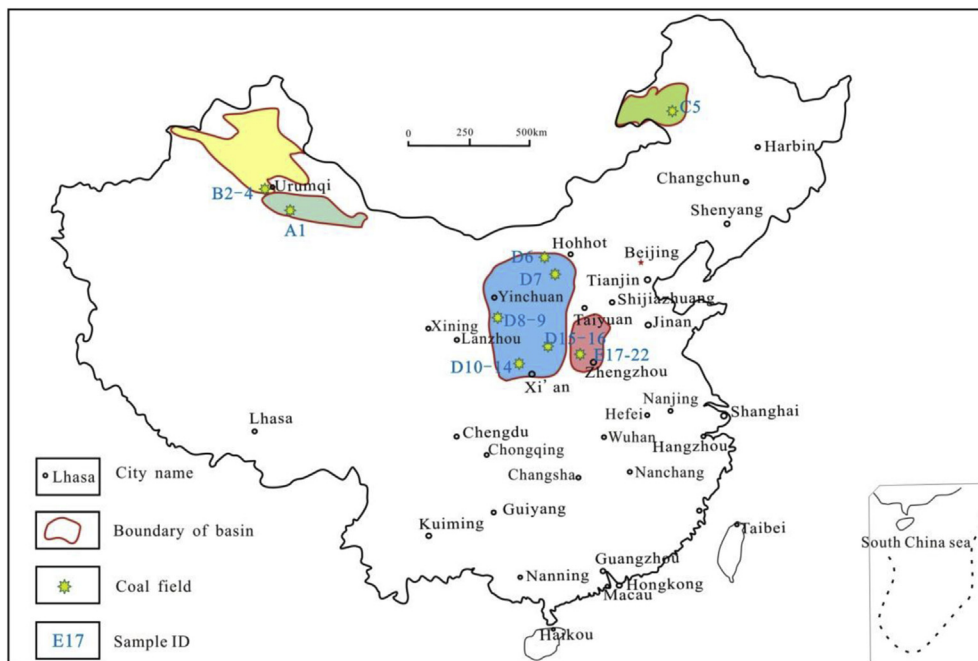 C5
0 250 500km
Harbin
Changchun
B2-4
Urumqi
Shenyang
A1
Hohhot
Beijing
D6
D7
Tianjin
Yinchuan
Shijiazhuang
D8-9
Taiyuan
Jinan
Xining
Lanzhou
D15-16
E17-22
D10-14
Zhengzhou
Xi' an
Nanjing
Hefei
Shanghai
Lhasa
Chengdu
Wuhan
Hangzhou
Chongqing
Changsha
Nanchang
Lhasa
City name
Guiyang
Kuiming
Boundary of basin
Taibei
South China sea
Guangzhou
Coal field
Nanning
Hongkong
Macau
E17
Sample ID
Haikou